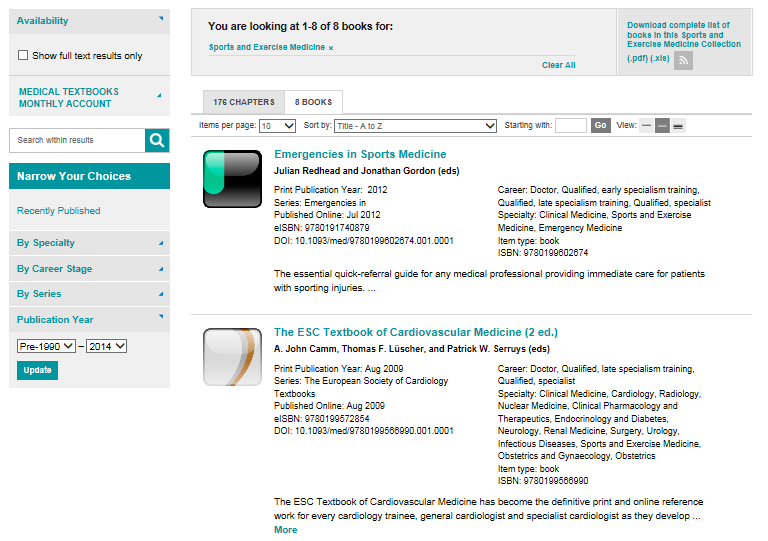 Availability
Show full text results only
MEDICAL TEXTBOOKS
MONTHLY ACCOUNT
Search within results
Narrow Your Choices
Recently Published
By Specialty
By Career Stage
By Series
Publication Year
Pre-1990 – 2014
Update
You are looking at 1-8 of 8 books for:
Sports and Exercise Medicine x
Clear All
Download complete list of
books in this Sports and
Exercise Medicine Collection
(.pdf) (.xls)
176 CHAPTERS 8 BOOKS
Items per page: 10 Sort by: Title - A to Z Starting with: Go View:
Emergencies in Sports Medicine
Julian Redhead and Jonathan Gordon (eds)
Print Publication Year: 2012
Series: Emergencies in
Published Online: Jul 2012
eISBN: 9780191740879
DOI: 10.1093/med/9780199602674.001.0001
Career: Doctor, Qualified, early specialism training,
Qualified, late specialism training, Qualified, specialist
Specialty: Clinical Medicine, Sports and Exercise
Medicine, Emergency Medicine
Item type: book
ISBN: 9780199602674
The essential quick-referral guide for any medical professional providing immediate care for patients
with sporting injuries. ...
The ESC Textbook of Cardiovascular Medicine (2 ed.)
A. John Camm, Thomas F. Lüscher, and Patrick W. Serruys (eds)
Print Publication Year: Aug 2009
Series: The European Society of Cardiology
Textbooks
Published Online: Aug 2009
eISBN: 9780199572854
DOI: 10.1093/med/9780199566990.001.0001
Career: Doctor, Qualified, late specialism training,
Qualified, specialist
Specialty: Clinical Medicine, Cardiology, Radiology,
Nuclear Medicine, Clinical Pharmacology and
Therapeutics, Endocrinology and Diabetes,
Neurology, Renal Medicine, Surgery, Urology,
Infectious Diseases, Sports and Exercise Medicine,
Obstetrics and Gynaecology, Obstetrics
Item type: book
ISBN: 9780199566990
The ESC Textbook of Cardiovascular Medicine has become the definitive print and online reference
work for every cardiology trainee, general cardiologist and specialist cardiologist as they develop ...
More